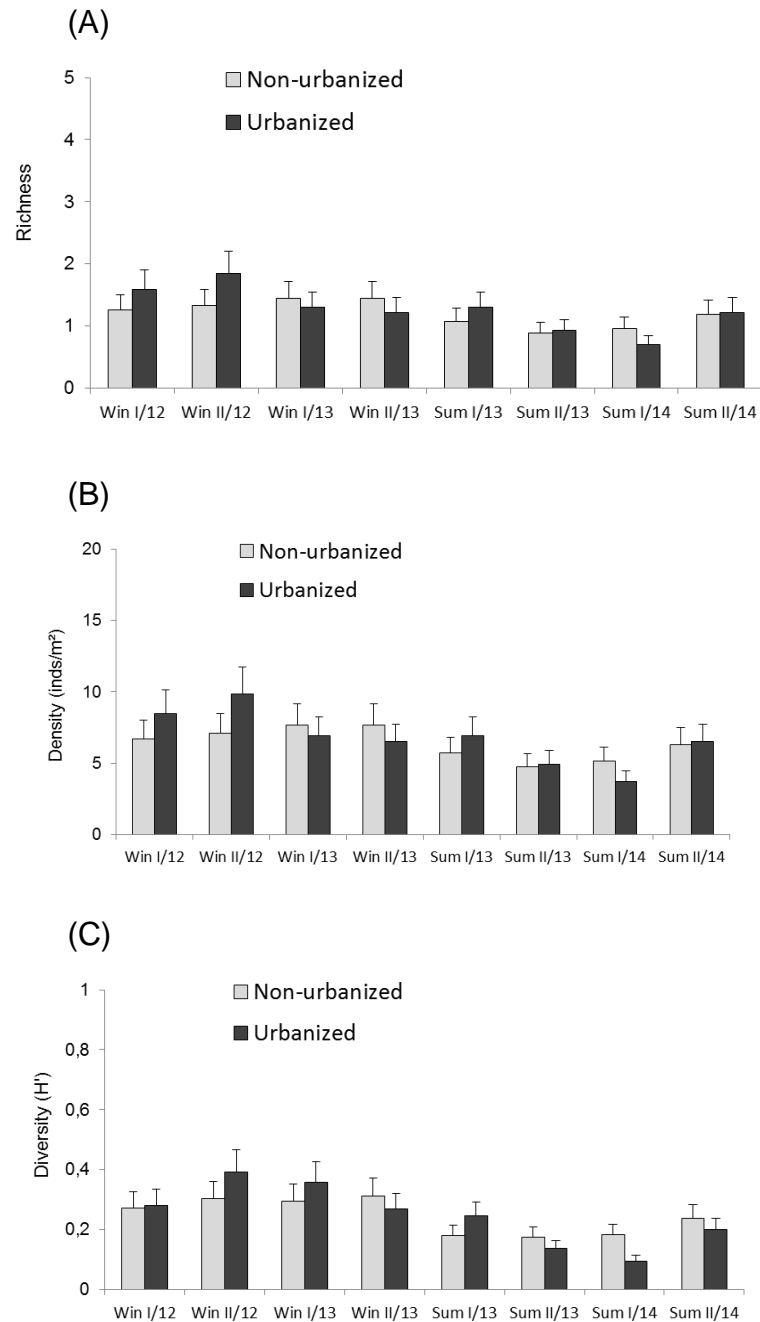 (A)
Non-urbanized
Urbanized
Richness
5
4
3
2
1
0
Win I/12 Win II/12 Win I/13 Win II/13 Sum I/13 Sum II/13 Sum I/14 Sum II/14
(B)
Non-urbanized
Urbanized
Density (inds/m²)
20
15
10
5
0
Win I/12 Win II/12 Win I/13 Win II/13 Sum I/13 Sum II/13 Sum I/14 Sum II/14
(C)
Non-urbanized
Urbanized
Diversity (H')
1
0,8
0,6
0,4
0,2
0
Win I/12 Win II/12 Win I/13 Win II/13 Sum I/13 Sum II/13 Sum I/14 Sum II/14